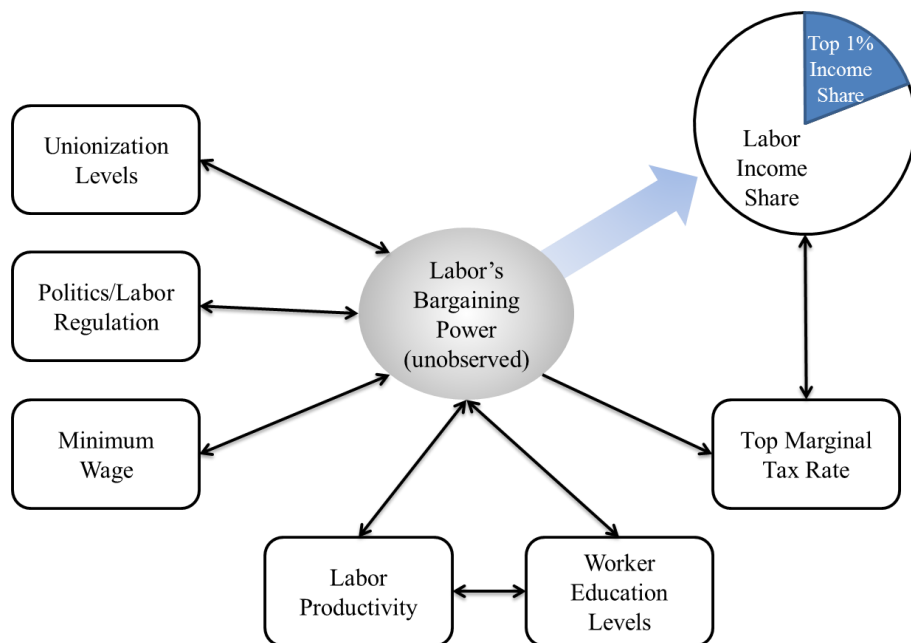 Top 1%
Income
Share
Labor
Income
Share
Unionization
Levels
Politics/Labor
Regulation
Labor’s
Bargaining
Power
(unobserved)
Minimum
Wage
Top Marginal
Tax Rate
Labor
Productivity
Worker
Education
Levels